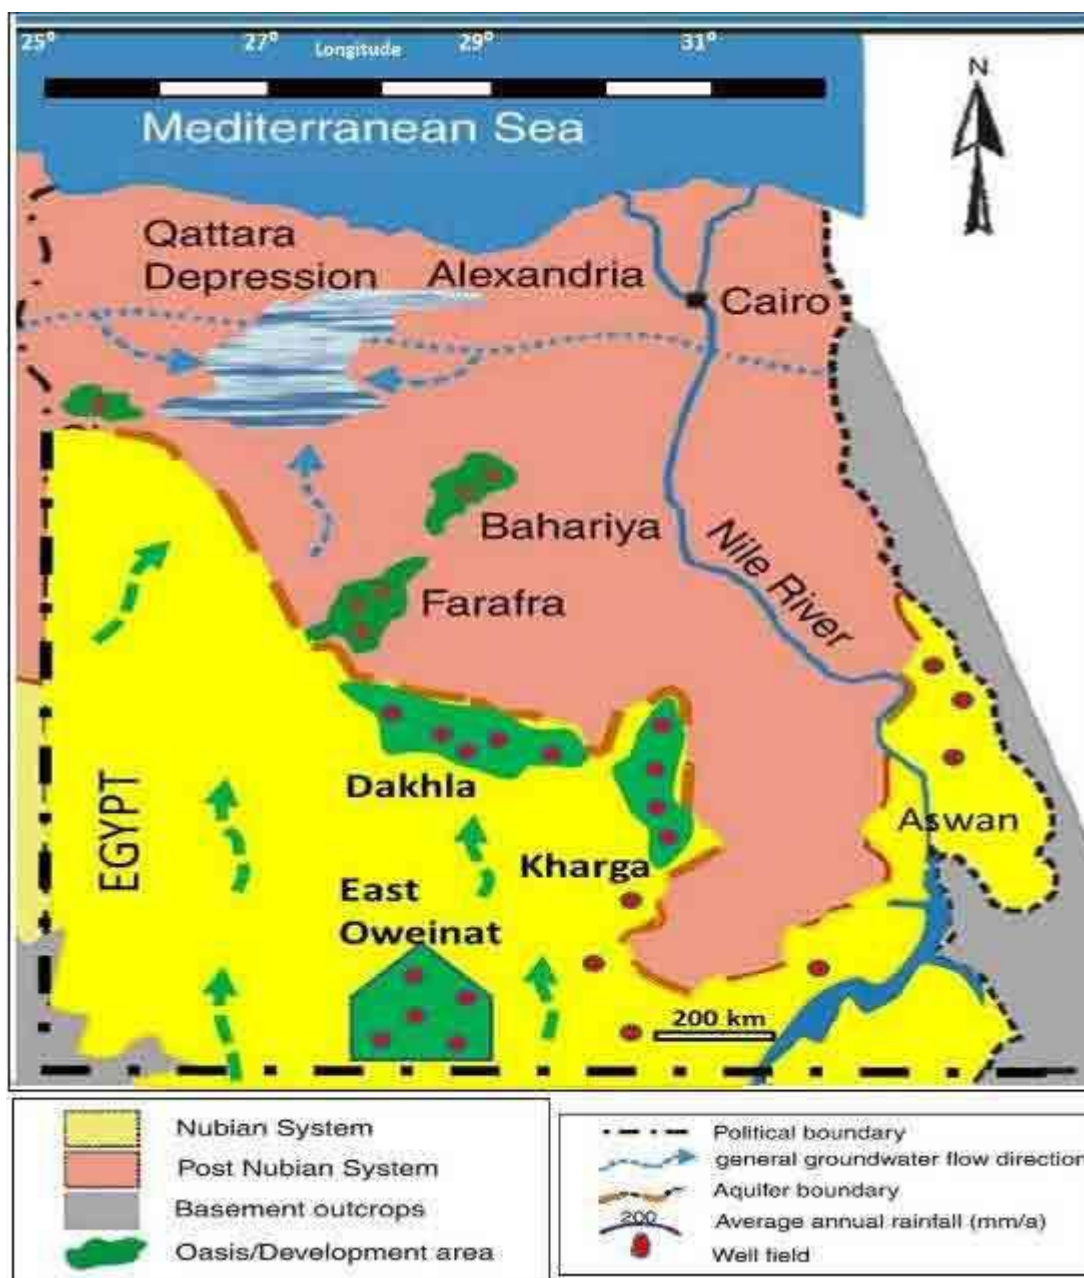 25° 27° Longitude 29° 31°
N
Mediterranean Sea
Qattara
Depression
Alexandria
Cairo
Bahariya
Farafra
Nile River
EGYPT
Dakhla
Kharga
Aswan
East
Oweinat
200 km
Nubian System
Post Nubian System
Basement outcrops
Oasis/Development area
Political boundary
general groundwater flow direction
Aquifer boundary
200
Average annual rainfall (mm/a)
Well field